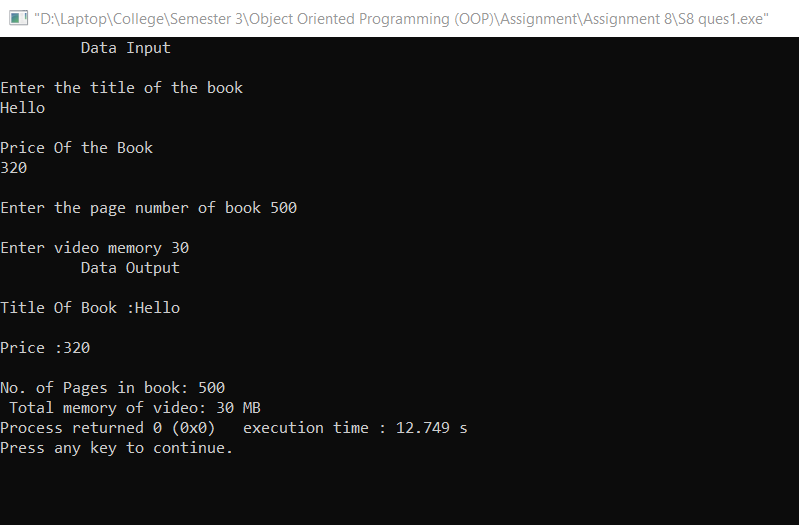 "D:\Laptop\College\Semester 3\Object Oriented Programming (OOP)\Assignment\Assignment 8\S8 ques1.exe"
Data Input
Enter the title of the book
Hello
Price Of the Book
320
Enter the page number of book 500
Enter video memory 30
Data Output
Title Of Book :Hello
Price :320
No. of Pages in book: 500
Total memory of video: 30 MB
Process returned 0 (0x0)   execution time : 12.749 s
Press any key to continue.